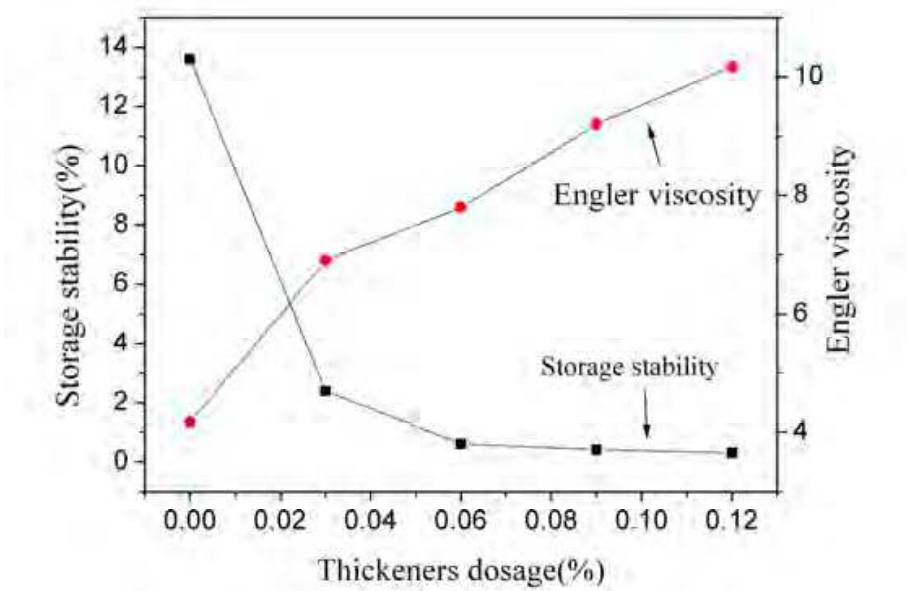 14
12
10
8
6
4
2
0
Storage stability(%)
10
8
6
4
Engler viscosity
Engler viscosity
Storage stability
0.00 0.02 0.04 0.06 0.08 0.10 0.12
Thickeners dosage(%)